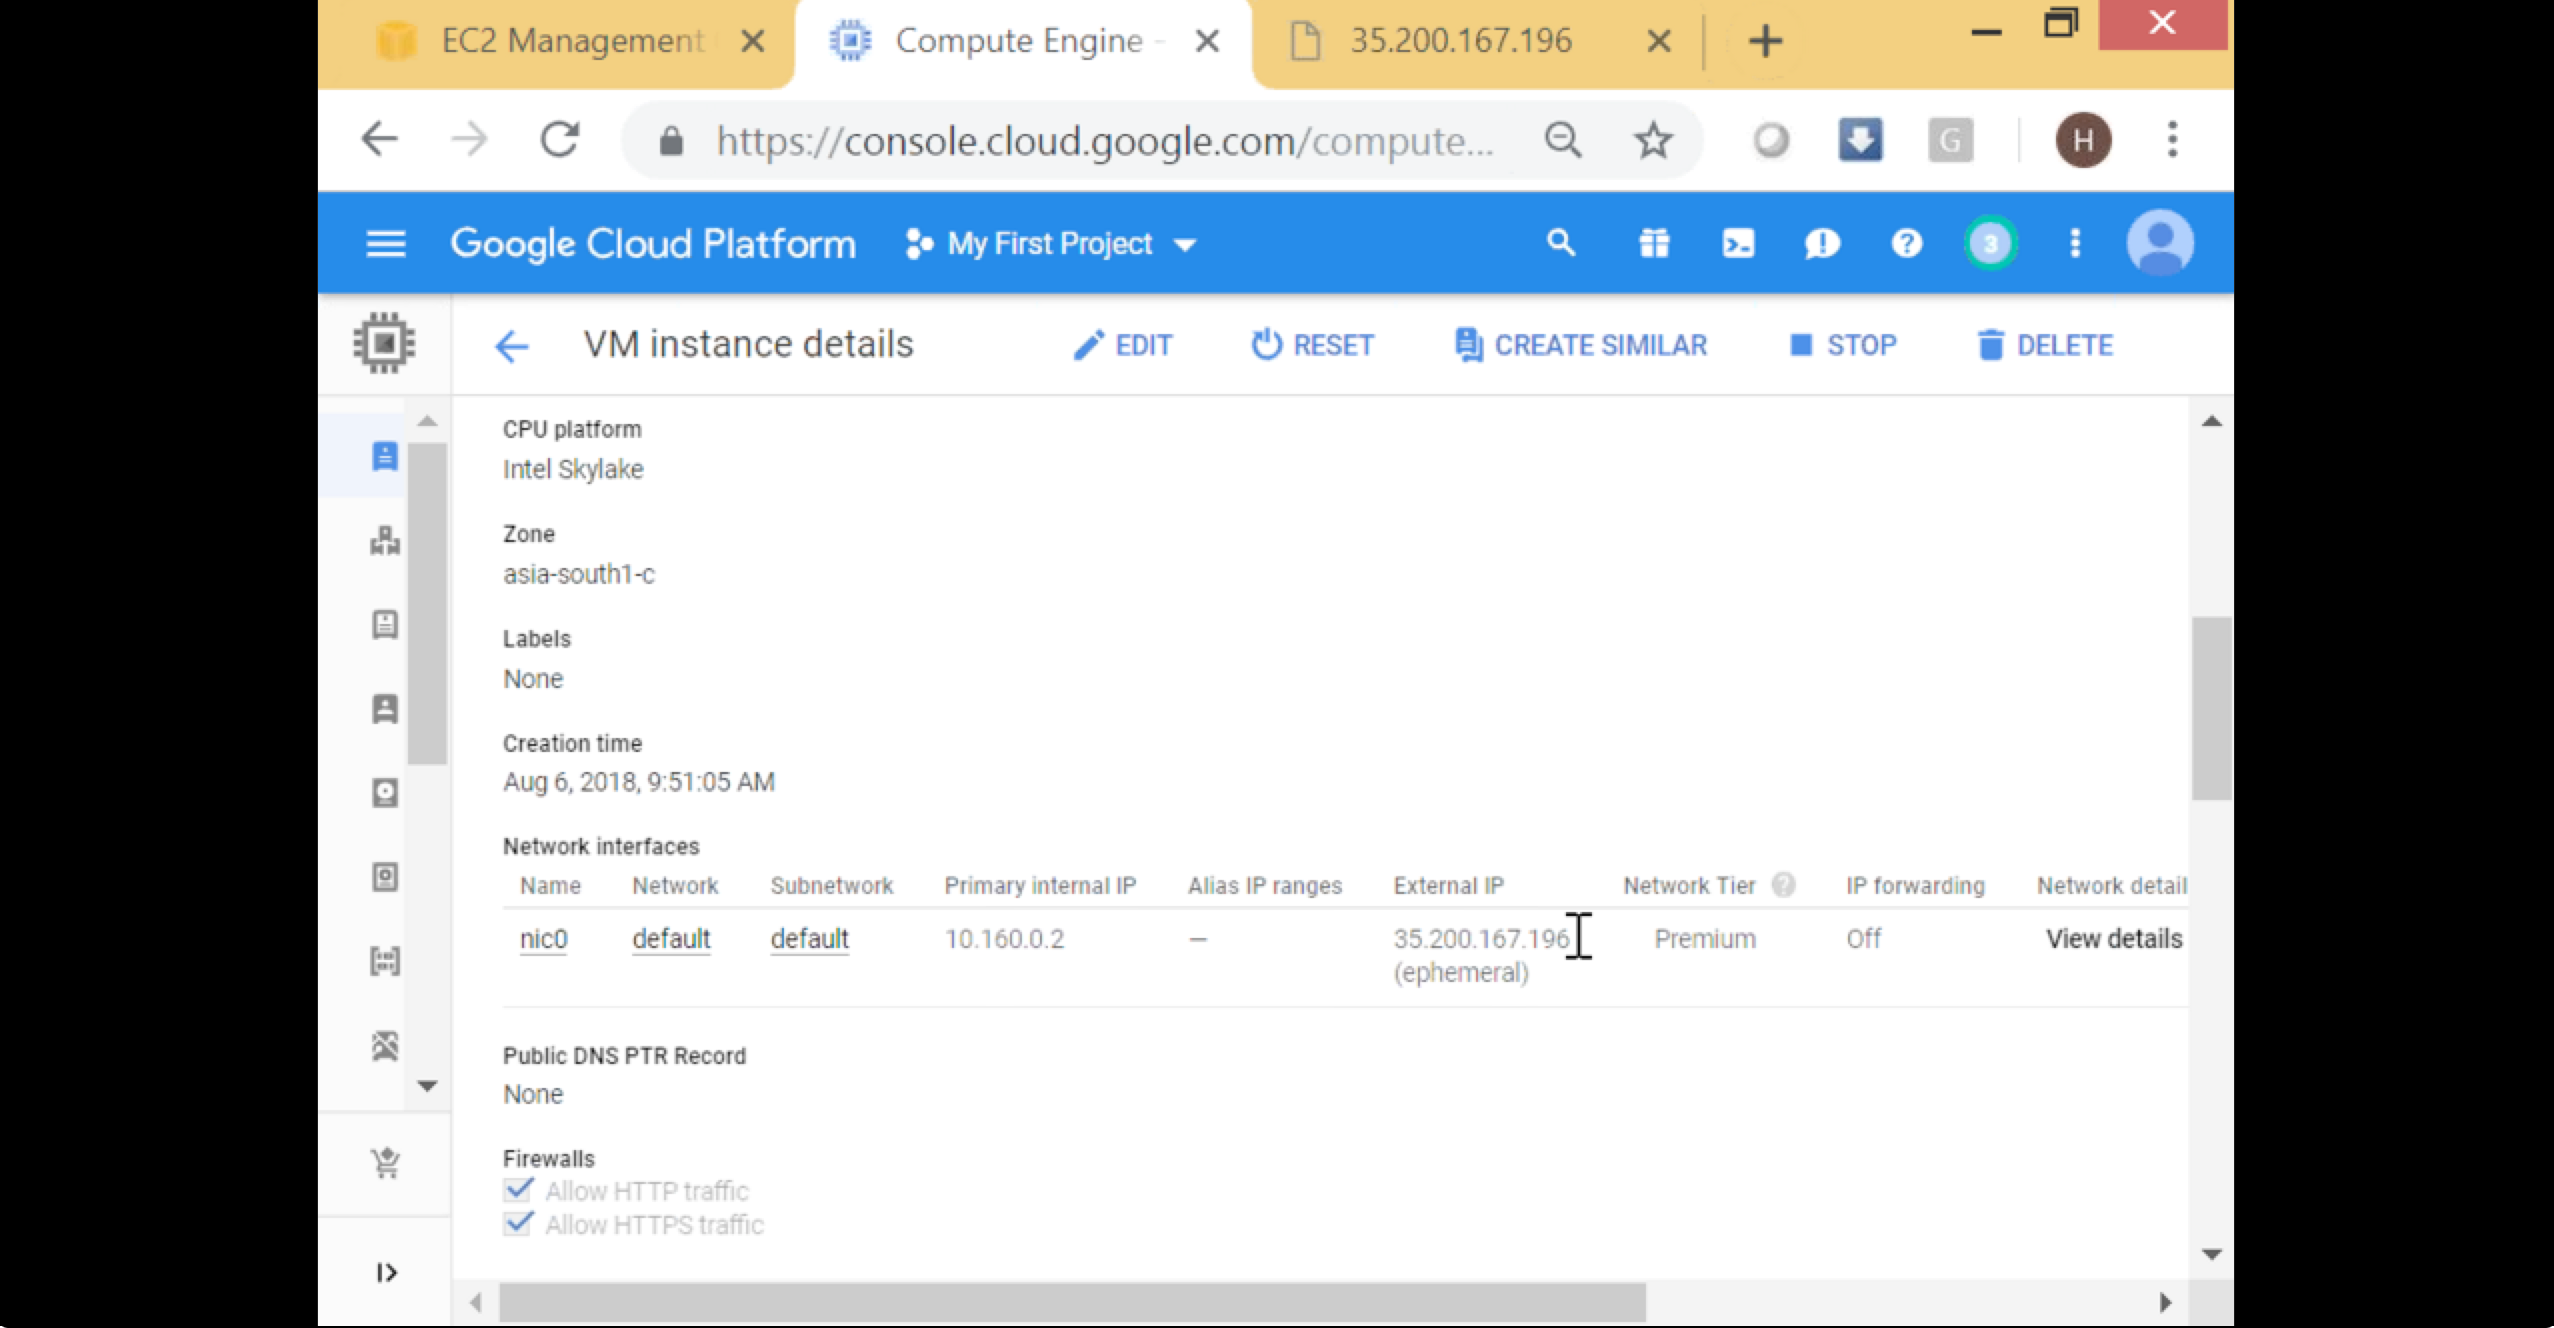 EC2 Management
Compute Engine -
35.200.167.196
https://console.cloud.google.com/compute...
G
H
Google Cloud Platform
My First Project
3
VM instance details
EDIT
RESET
CREATE SIMILAR
STOP
DELETE
CPU platform
Intel Skylake
Zone
asia-south1-c
Labels
None
Creation time
Aug 6, 2018, 9:51:05 AM
Network interfaces
Name Network Subnetwork Primary internal IP Alias IP ranges External IP Network Tier ? IP forwarding Network detail
nic0 default default 10.160.0.2 — 35.200.167.196 Premium Off View details
(ephemeral)
Public DNS PTR Record
None
Firewalls
Allow HTTP traffic
Allow HTTPS traffic